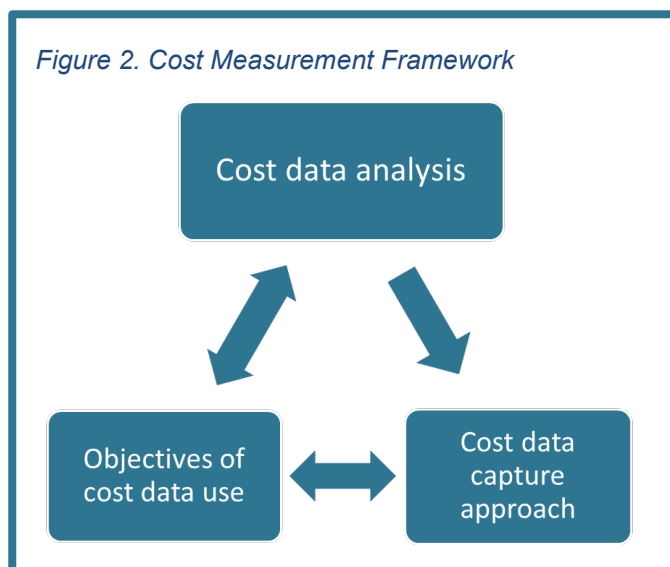 Figure 2. Cost Measurement Framework
Cost data analysis
Objectives of
cost data use
Cost data
capture
approach